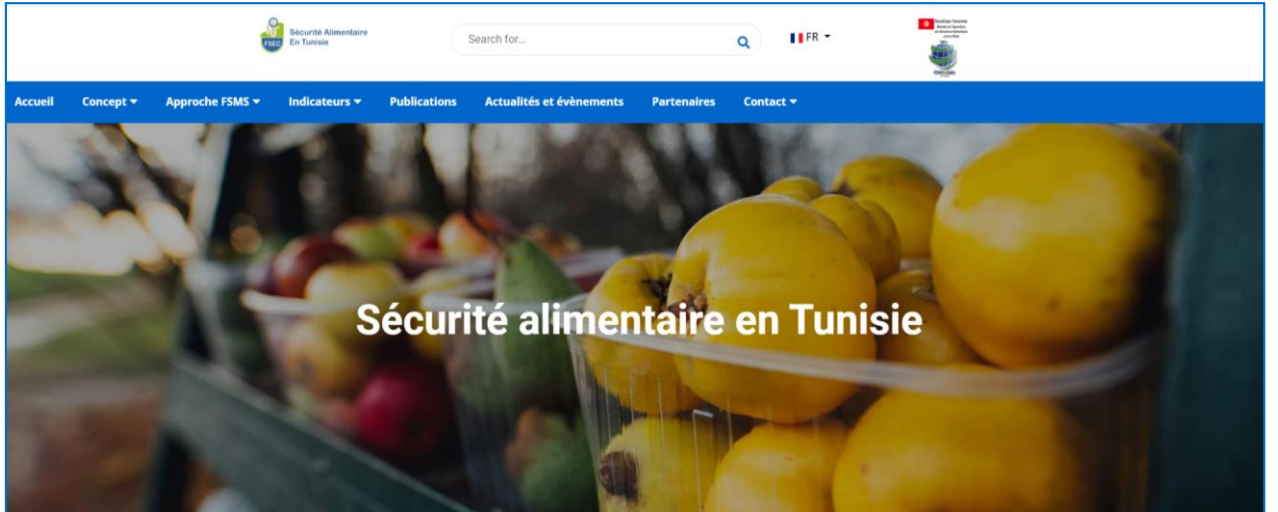 Sécurité Alimentaire
En Tunisie
FSEC
Search for...
FR
Accueil
Concept
Approche FSMS
Indicateurs
Publications
Actualités et évènements
Partenaires
Contact
Sécurité alimentaire en Tunisie